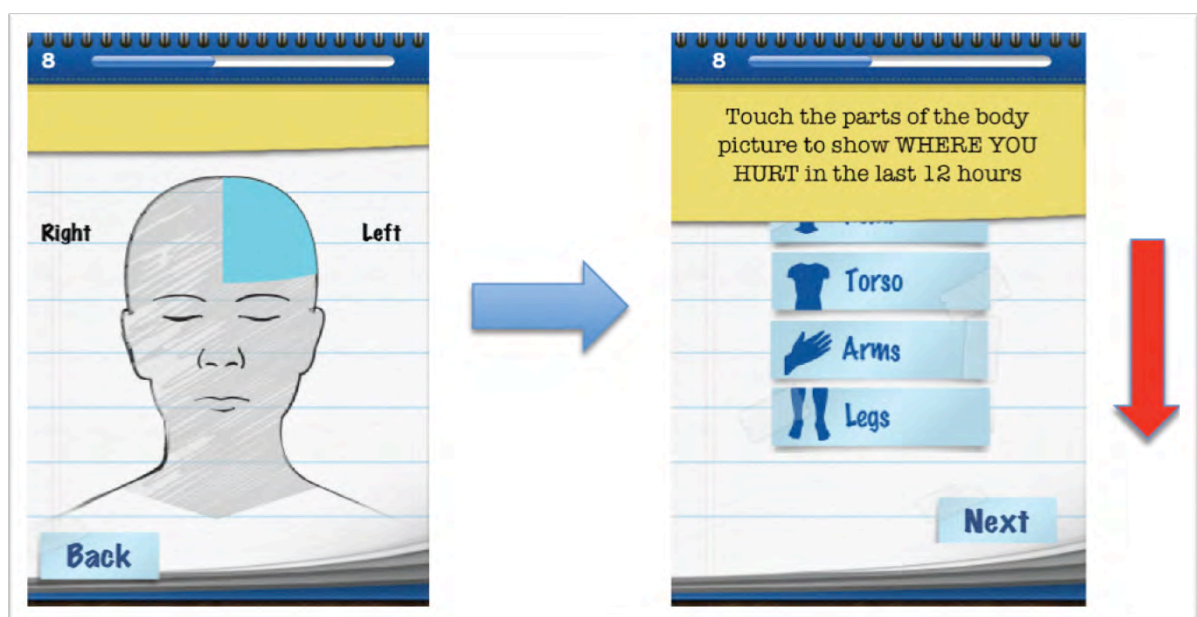 8
Right
Left
Back
8
Touch the parts of the body
picture to show WHERE YOU
HURT in the last 12 hours
Torso
Arms
Legs
Next